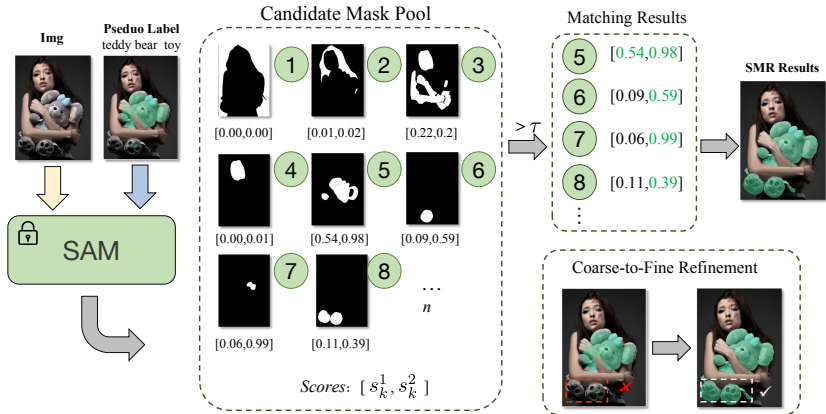 Candidate Mask Pool
Matching Results
Img
Pseduo Label
teddy bear toy
SMR Results
1
2
3
[0.00,0.00]
[0.01,0.02]
[0.22,0.2]
4
5
6
[0.00,0.01]
[0.54,0.98]
[0.09,0.59]
7
8
...
n
[0.06,0.99]
[0.11,0.39]
Scores: [ s_k^1, s_k^2 ]
SAM
> τ
5 [0.54,0.98]
6 [0.09,0.59]
7 [0.06,0.99]
8 [0.11,0.39]
⋮
Coarse-to-Fine Refinement
✗
✓